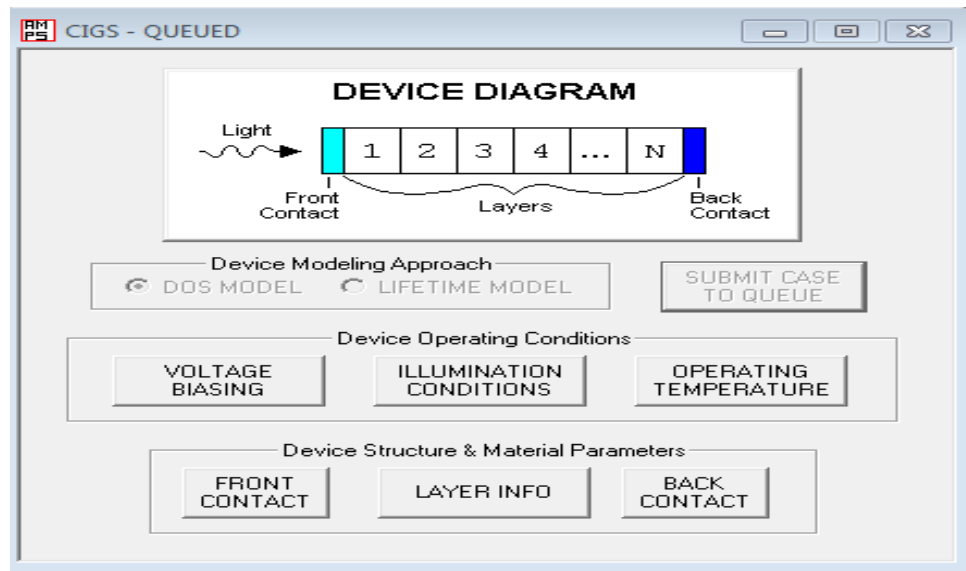 AM
PS
CIGS - QUEUED
DEVICE DIAGRAM
Light
1 2 3 4 ... N
Front
Contact
Layers
Back
Contact
Device Modeling Approach
DOS MODEL LIFETIME MODEL
SUBMIT CASE
TO QUEUE
Device Operating Conditions
VOLTAGE
BIASING
ILLUMINATION
CONDITIONS
OPERATING
TEMPERATURE
Device Structure & Material Parameters
FRONT
CONTACT
LAYER INFO
BACK
CONTACT